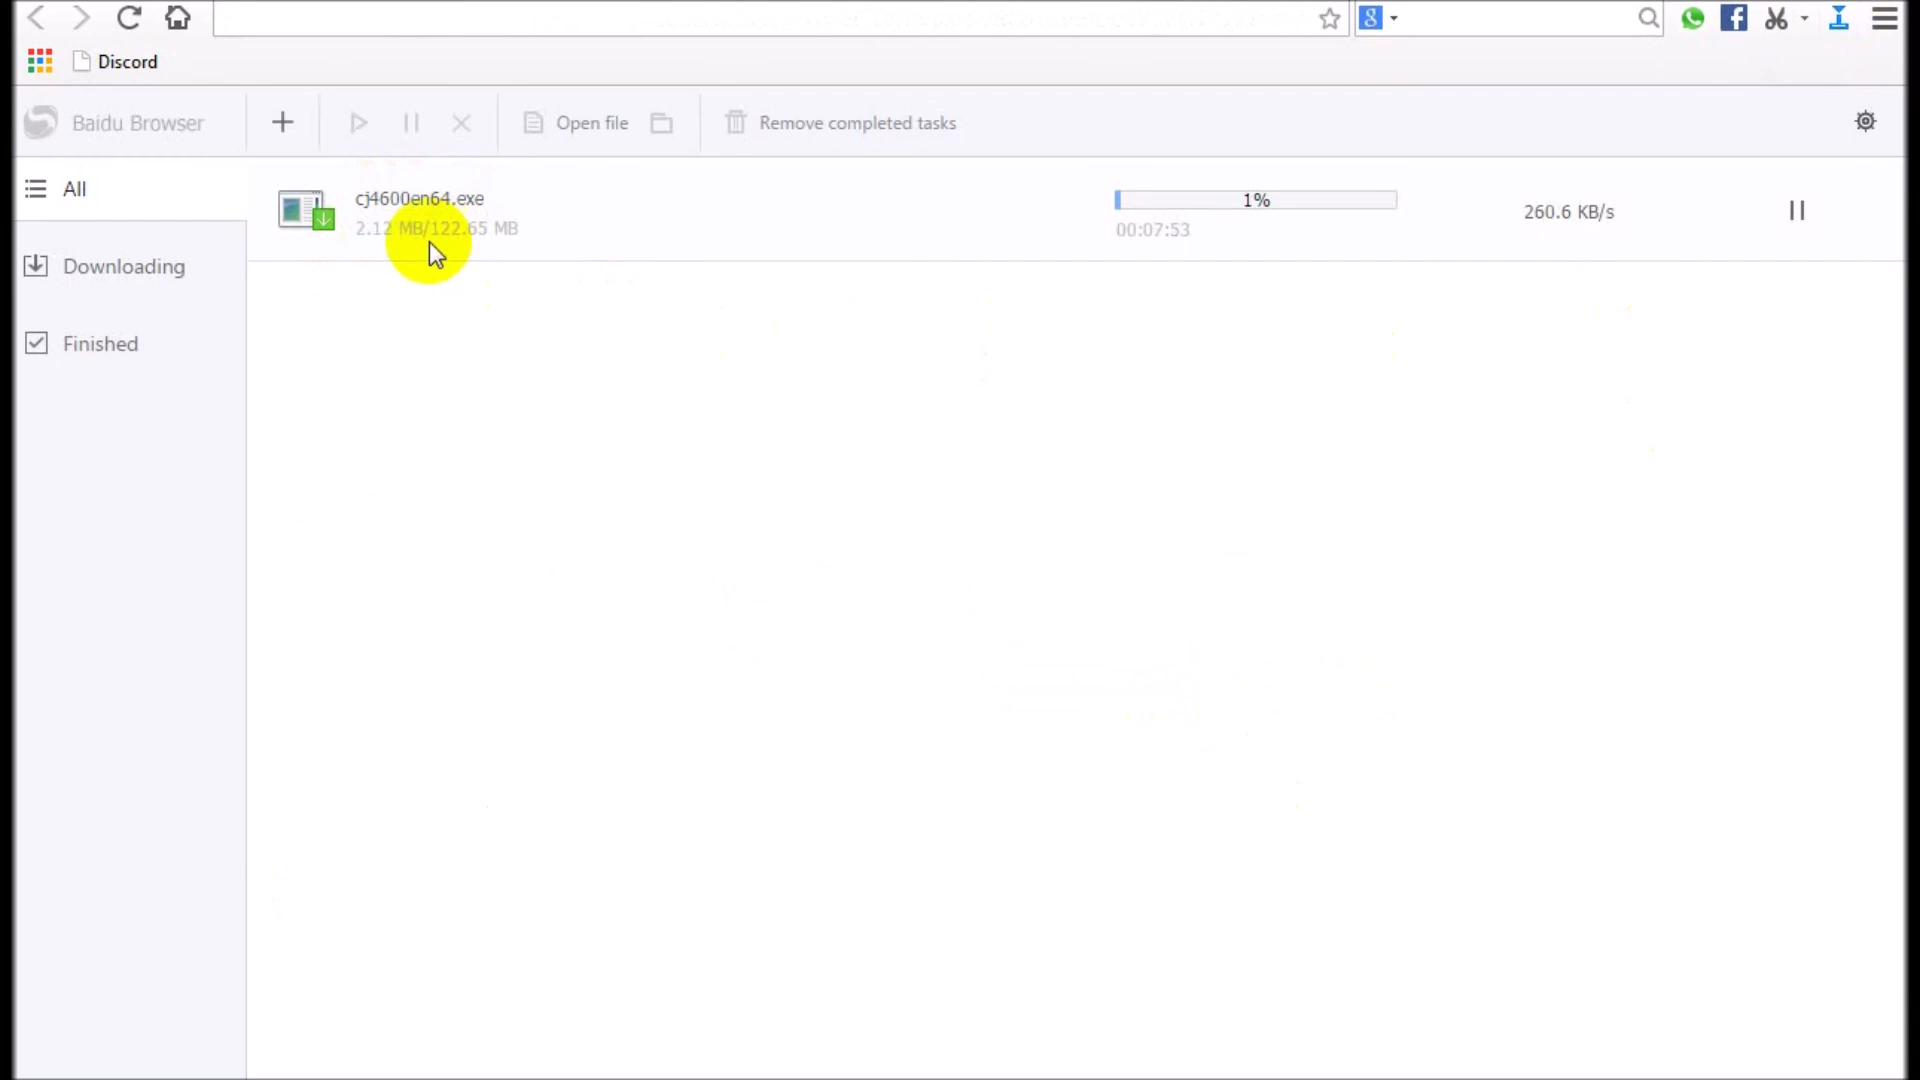 Discord
Baidu Browser
Open file
Remove completed tasks
All
cj4600en64.exe
1%
260.6 KB/s
2.12 MB/122.65 MB
00:07:53
Downloading
Finished